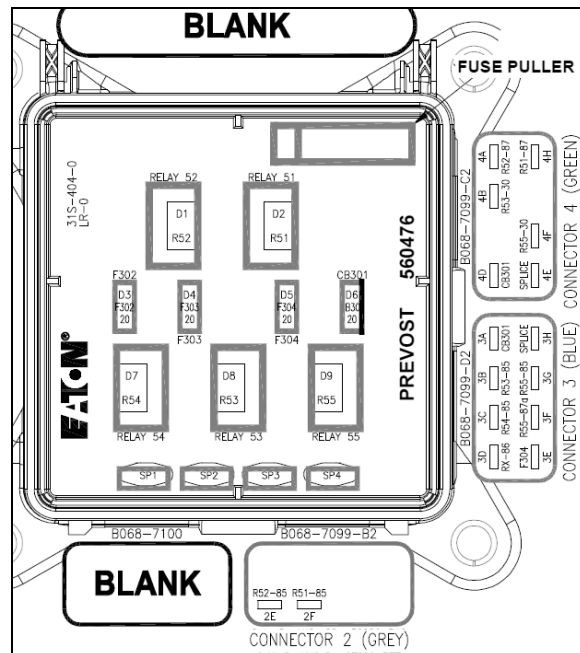 BLANK
FUSE PULLER
31S-404-0
LR-0
RELAY 52
RELAY 51
D1
R52
D2
R51
F302
CB301
D3
F302
20
D4
F303
20
D5
F304
20
D6
B30
20
F303
F304
PREVOST 560476
EATON®
D7
R54
D8
R53
D9
R55
RELAY 54
RELAY 53
RELAY 55
SP1
SP2
SP3
SP4
B068-7100
B068-7099-B2
BLANK
R52-85
R51-85
2E
2F
CONNECTOR 2 (GREY)
B068-7099-C2
4A
R52-87
R51-87
4H
4B
R53-30
R55-30
4F
4D
CB301
SPLICE
4E
CONNECTOR 4 (GREEN)
B068-7099-D2
3A
CB301
SPLICE
3H
3B
R53-85
R55-85
3G
3C
R54-85
R55-87a
3F
3D
RX-86
F304
3E
CONNECTOR 3 (BLUE)